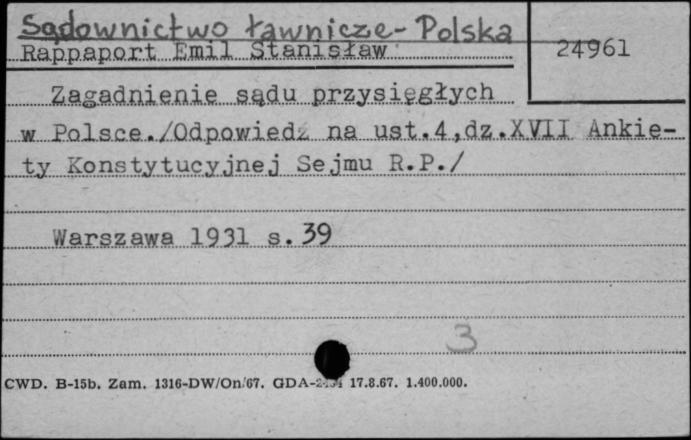 Sądownictwo ławnicze - Polska
Rappaport Emil Stanisław
24961
Zagadnienie sądu przysięgłych
w Polsce./Odpowiedź na ust.4,dz.XVII Ankie-
ty Konstytucyjnej Sejmu R.P./
Warszawa 1931 s. 39
3
CWD. B-15b. Zam. 1316-DW/On/67. 17.8.67. 1.400.000.